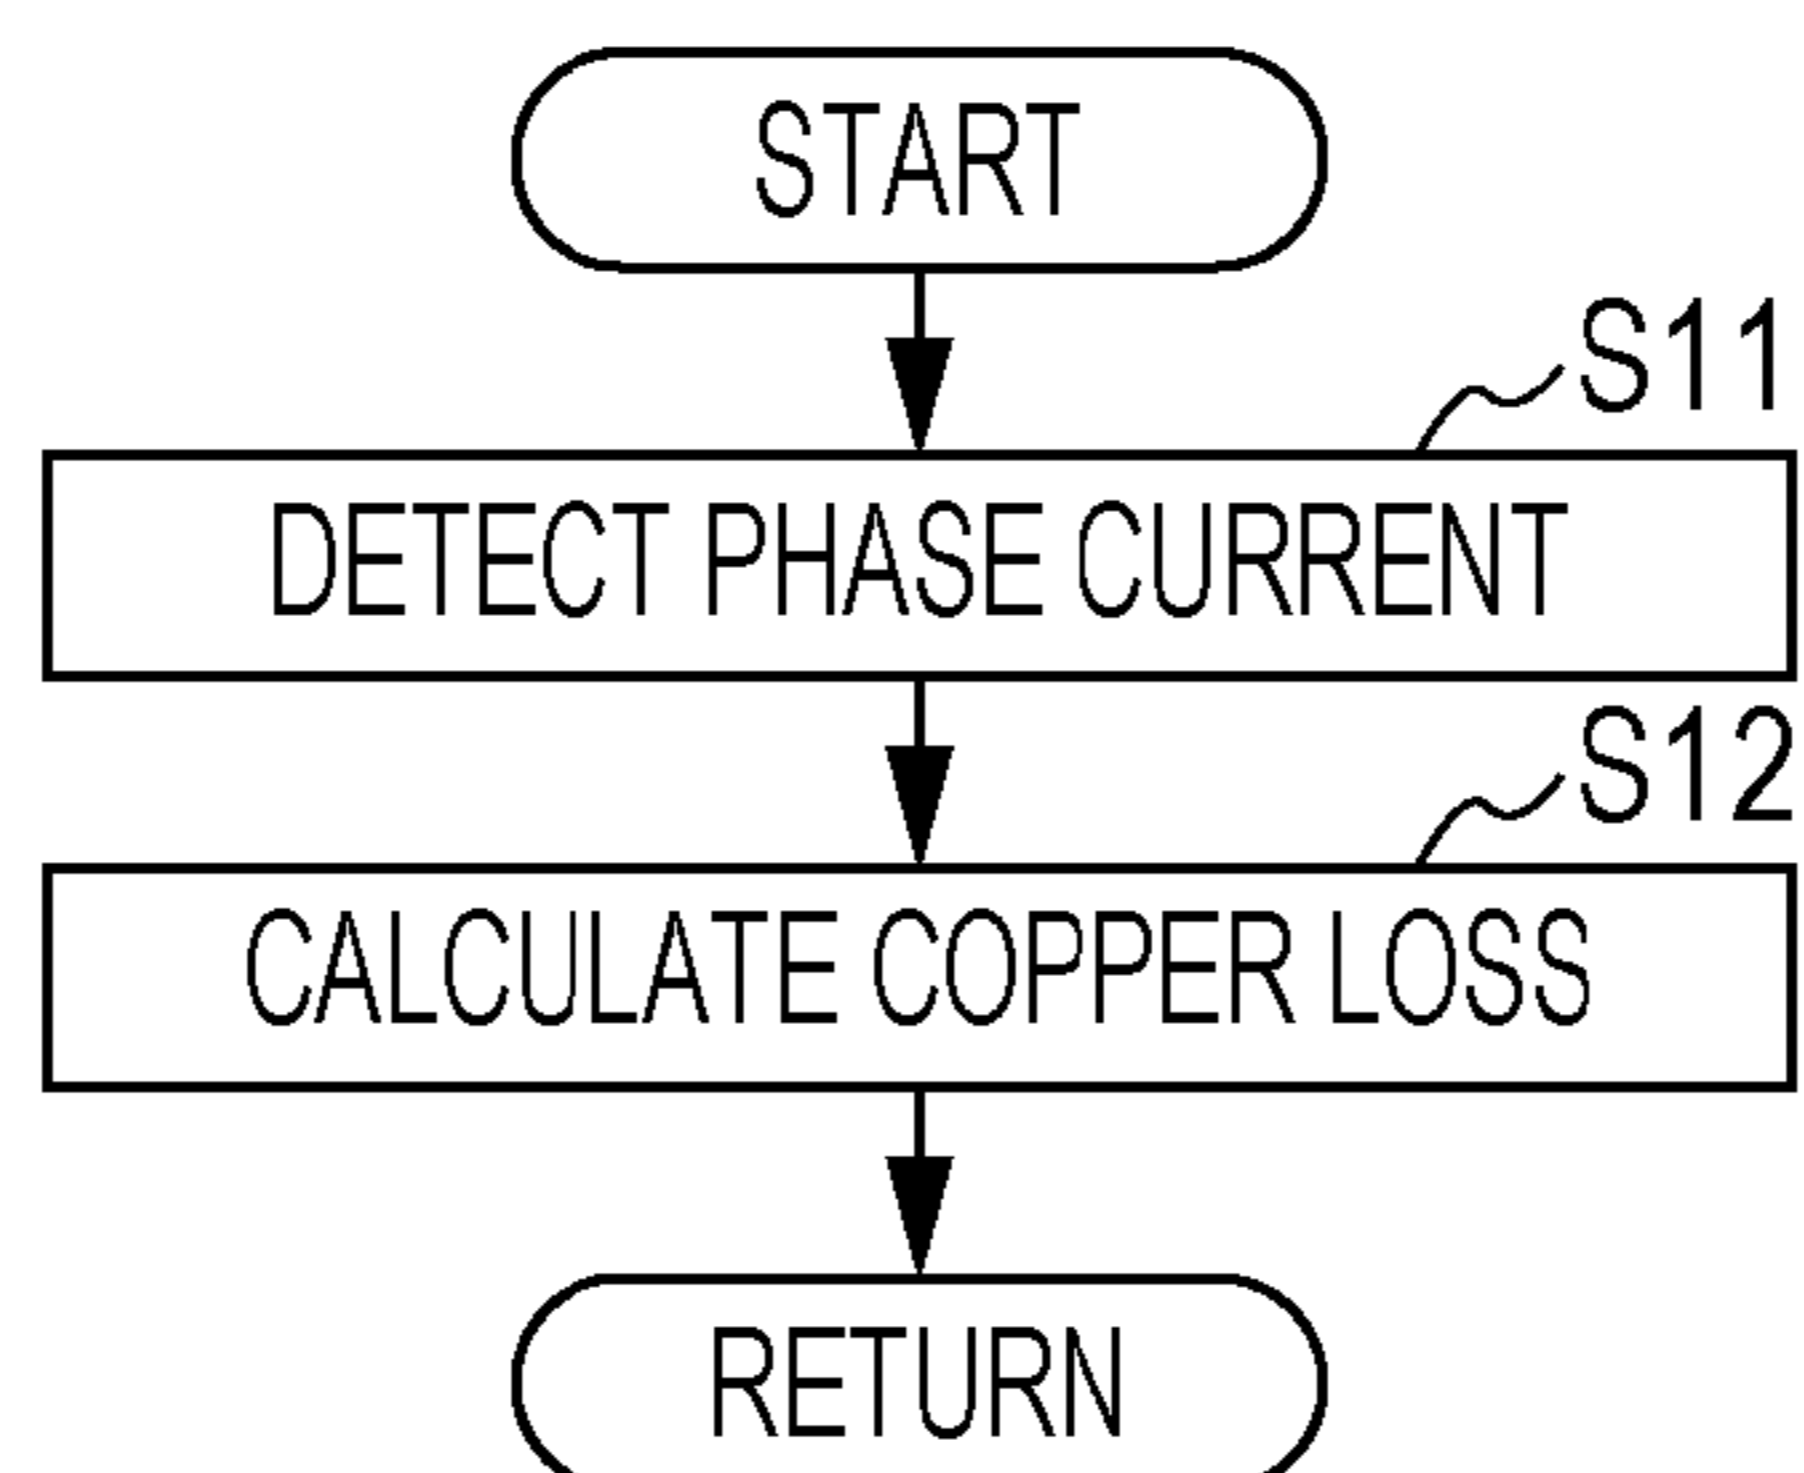 START
S11
DETECT PHASE CURRENT
S12
CALCULATE COPPER LOSS
RETURN